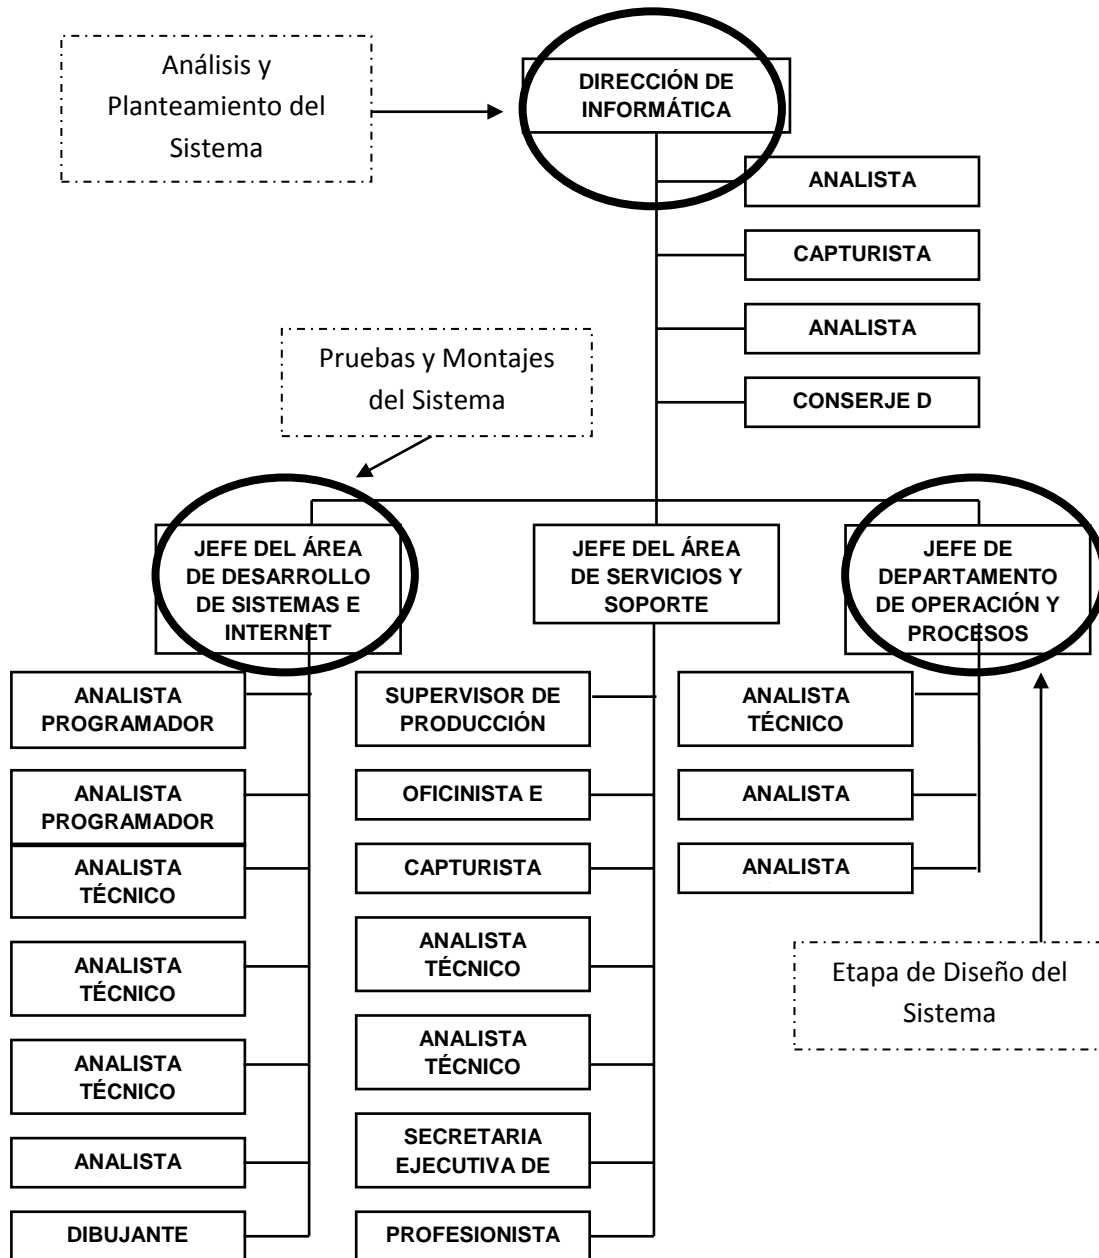 Análisis y
Planteamiento del
Sistema
DIRECCIÓN DE
INFORMÁTICA
ANALISTA
CAPTURISTA
ANALISTA
CONSERJE D
Pruebas y Montajes
del Sistema
JEFE DEL ÁREA
DE DESARROLLO
DE SISTEMAS E
INTERNET
JEFE DEL ÁREA
DE SERVICIOS Y
SOPORTE
JEFE DE
DEPARTAMENTO
DE OPERACIÓN Y
PROCESOS
ANALISTA
PROGRAMADOR
ANALISTA
PROGRAMADOR
ANALISTA
TÉCNICO
ANALISTA
TÉCNICO
ANALISTA
TÉCNICO
ANALISTA
DIBUJANTE
SUPERVISOR DE
PRODUCCIÓN
OFICINISTA E
CAPTURISTA
ANALISTA
TÉCNICO
ANALISTA
TÉCNICO
SECRETARIA
EJECUTIVA DE
PROFESIONISTA
ANALISTA
TÉCNICO
ANALISTA
ANALISTA
Etapa de Diseño del
Sistema